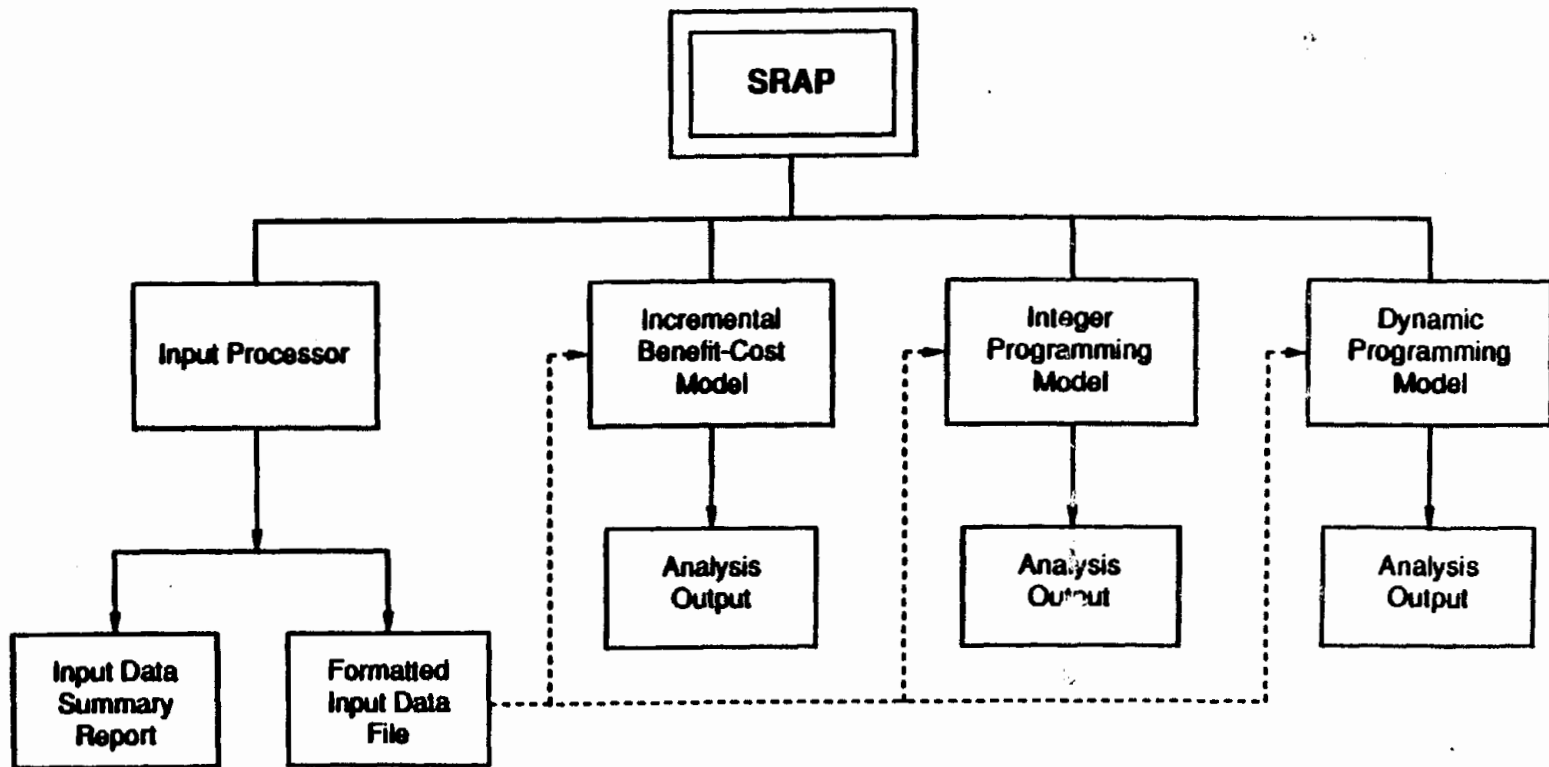 SRAP
Input Processor
Incremental
Benefit-Cost
Model
Integer
Programming
Model
Dynamic
Programming
Model
Analysis
Output
Analysis
Output
Analysis
Output
Input Data
Summary
Report
Formatted
Input Data
File